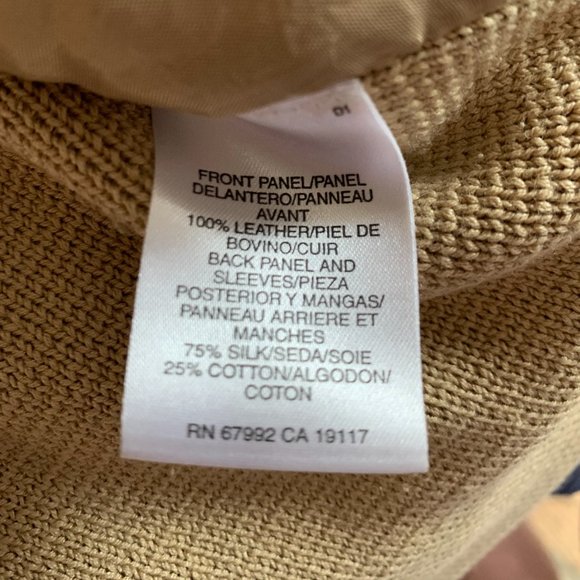 01
FRONT PANEL/PANEL
DELANTERO/PANNEAU
AVANT
100% LEATHER/PIEL DE
BOVINO/CUIR
BACK PANEL AND
SLEEVES/PIEZA
POSTERIOR Y MANGAS/
PANNEAU ARRIERE ET
MANCHES
75% SILK/SEDA/SOIE
25% COTTON/ALGODON/
COTON
RN 67992 CA 19117